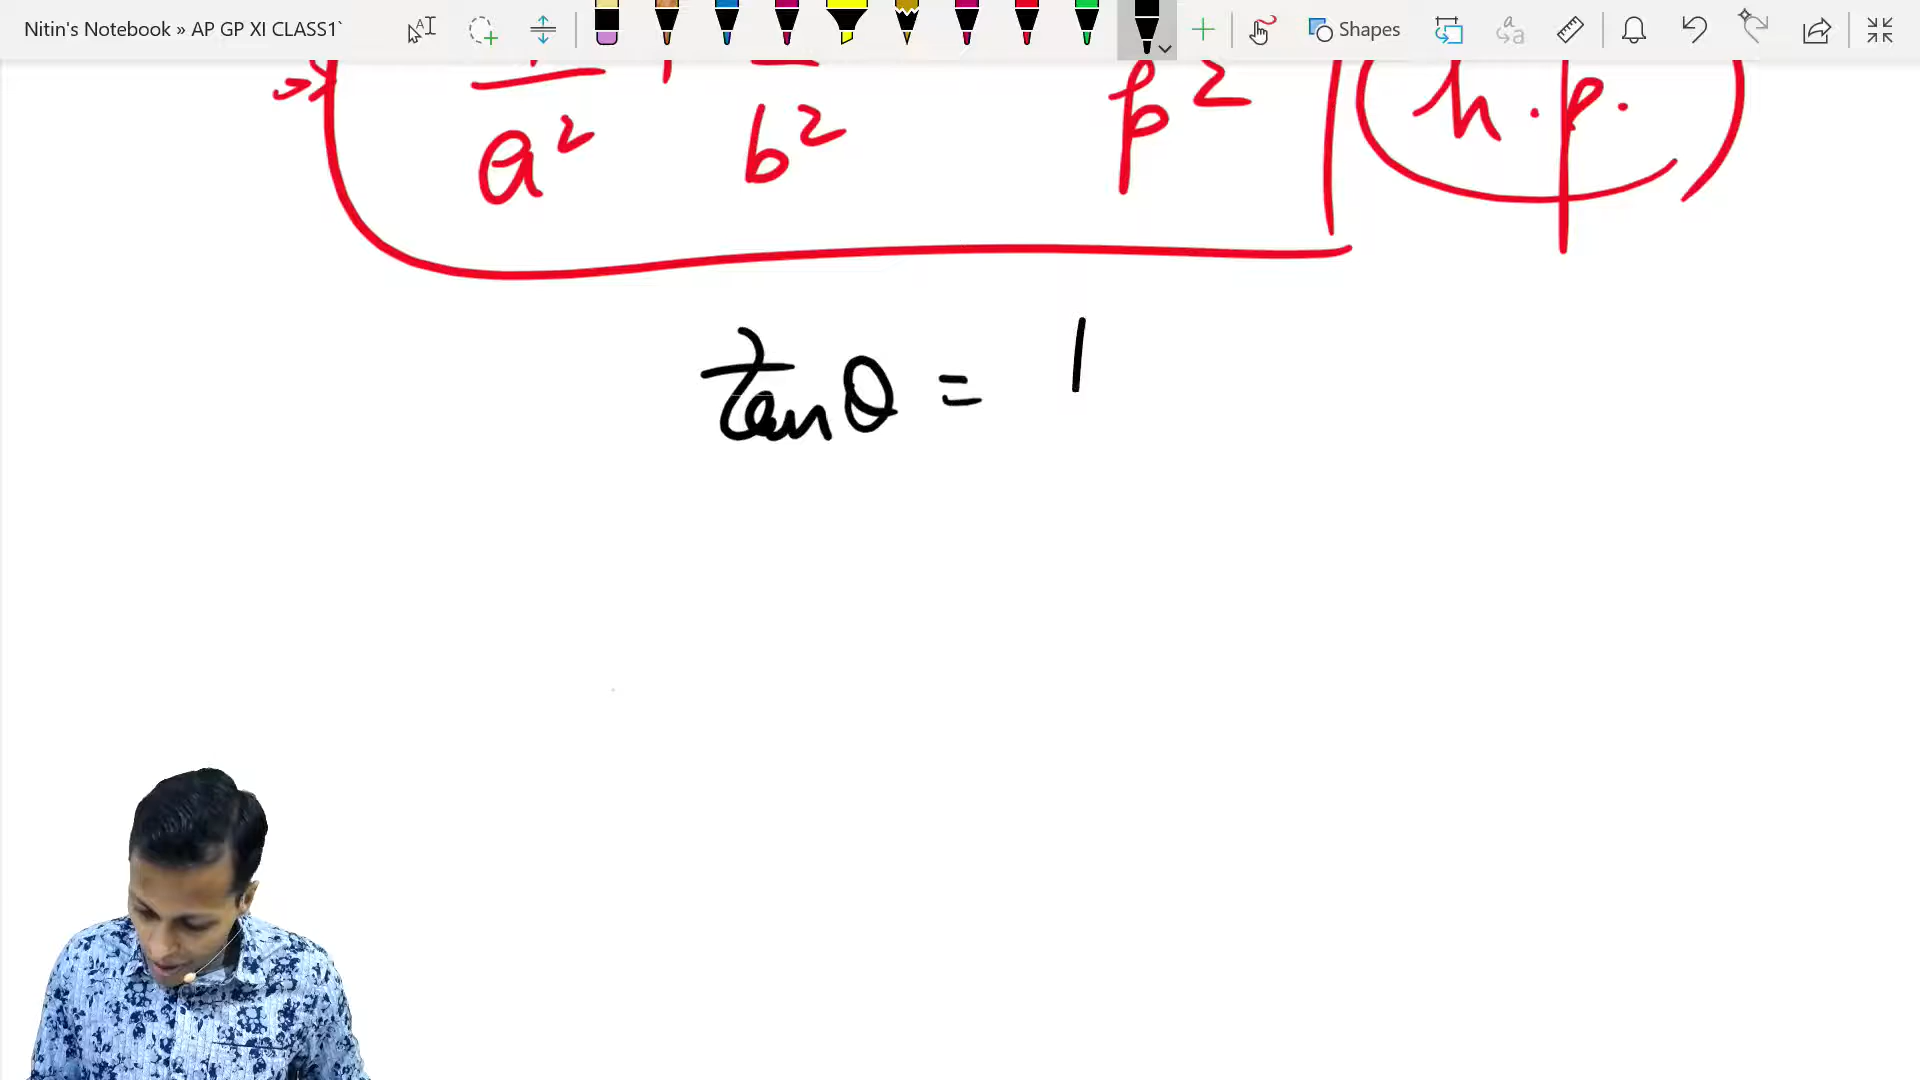 Nitin's Notebook » AP GP XI CLASS1`
Shapes
a² b² p² (h.p.)
tanθ = 1